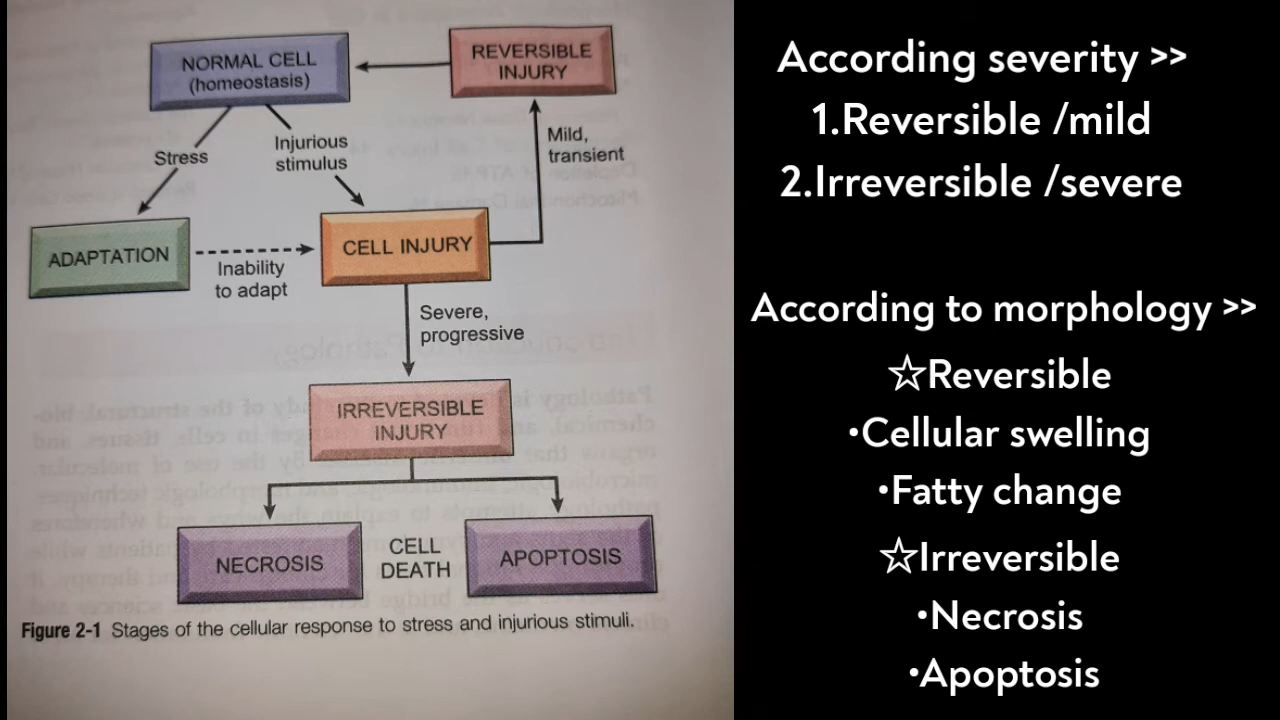 NORMAL CELL
(homeostasis)
REVERSIBLE
INJURY
Stress
Injurious
stimulus
Mild,
transient
ADAPTATION
Inability
to adapt
CELL INJURY
Severe,
progressive
IRREVERSIBLE
INJURY
NECROSIS
CELL
DEATH
APOPTOSIS
Figure 2-1 Stages of the cellular response to stress and injurious stimuli.
According severity >>
1.Reversible /mild
2.Irreversible /severe
According to morphology >>
☆Reversible
•Cellular swelling
•Fatty change
☆Irreversible
•Necrosis
•Apoptosis